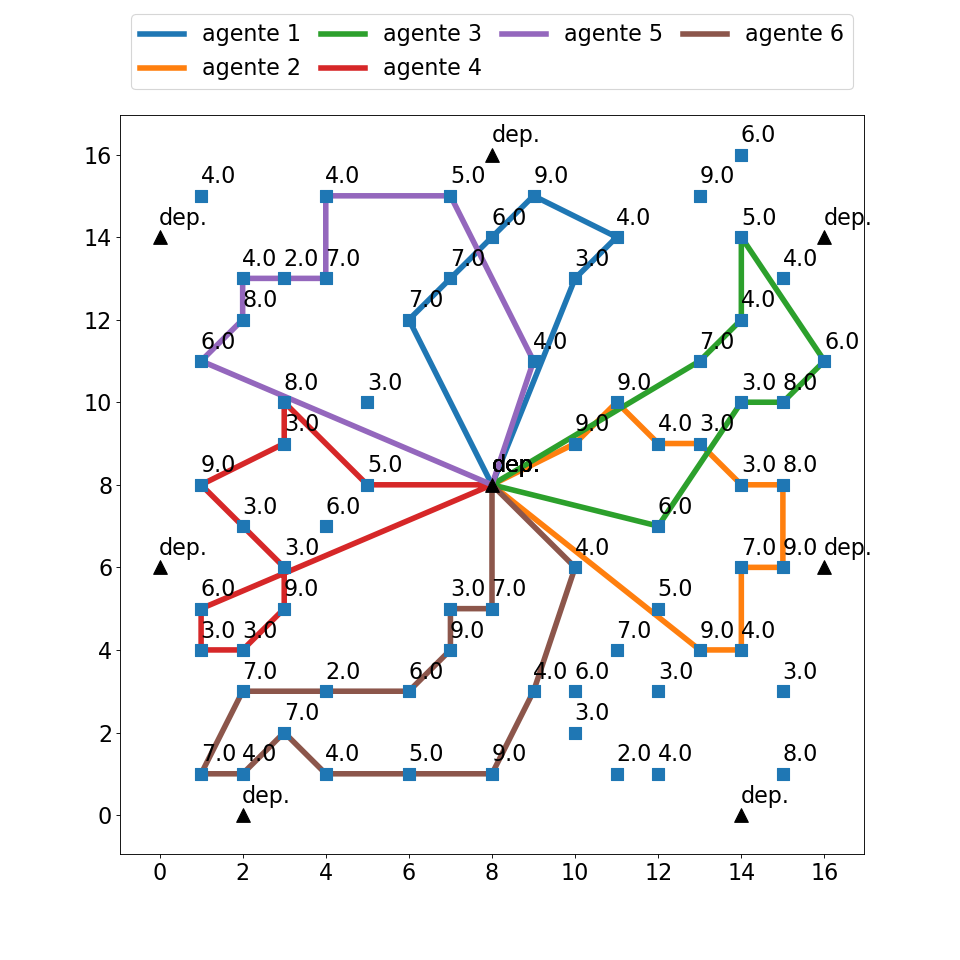 agente 1 agente 3 agente 5 agente 6
agente 2 agente 4
16
dep.
6.0
4.0 4.0 5.0 9.0 9.0
14
dep. 6.0 4.0 5.0 dep.
4.0 2.0 7.0 7.0 3.0 4.0
12
8.0 7.0 4.0
6.0 4.0 7.0 6.0
10
8.0 3.0 9.0 3.0 8.0
3.0 9.0 4.0 3.0
8
9.0 5.0 dep. 3.0 8.0
3.0 6.0 6.0
6
dep. 3.0 4.0 7.0 9.0 dep.
6.0 9.0 3.0 7.0 5.0
4
3.0 3.0 9.0 7.0 9.0 4.0
7.0 2.0 6.0 4.0 6.0 3.0 3.0
2
7.0 3.0
7.0 4.0 4.0 5.0 9.0 2.0 4.0 8.0
0
dep. dep.
0 2 4 6 8 10 12 14 16